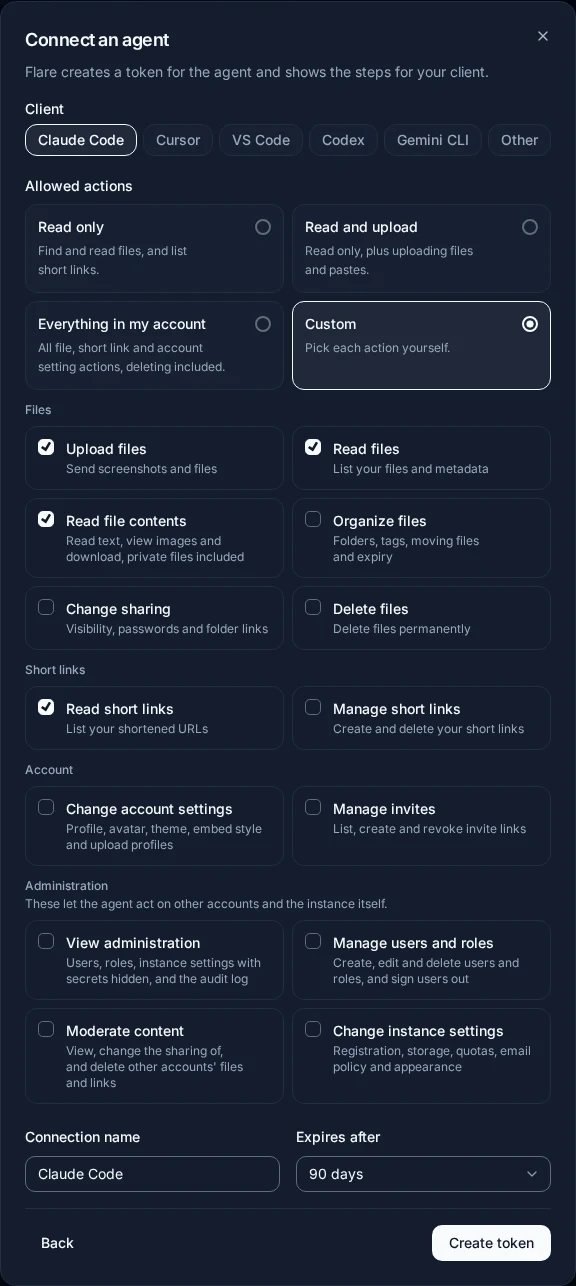 Connect an agent
Flare creates a token for the agent and shows the steps for your client.
Client
Claude Code
Cursor
VS Code
Codex
Gemini CLI
Other
Allowed actions
Read only
Find and read files, and list
short links.
Read and upload
Read only, plus uploading files
and pastes.
Everything in my account
All file, short link and account
setting actions, deleting included.
Custom
Pick each action yourself.
Files
Upload files
Send screenshots and files
Read files
List your files and metadata
Read file contents
Read text, view images and
download, private files included
Organize files
Folders, tags, moving files
and expiry
Change sharing
Visibility, passwords and folder links
Delete files
Delete files permanently
Short links
Read short links
List your shortened URLs
Manage short links
Create and delete your short links
Account
Change account settings
Profile, avatar, theme, embed style
and upload profiles
Manage invites
List, create and revoke invite links
Administration
These let the agent act on other accounts and the instance itself.
View administration
Users, roles, instance settings with
secrets hidden, and the audit log
Manage users and roles
Create, edit and delete users and
roles, and sign users out
Moderate content
View, change the sharing of,
and delete other accounts' files
and links
Change instance settings
Registration, storage, quotas, email
policy and appearance
Connection name
Claude Code
Expires after
90 days
Back
Create token